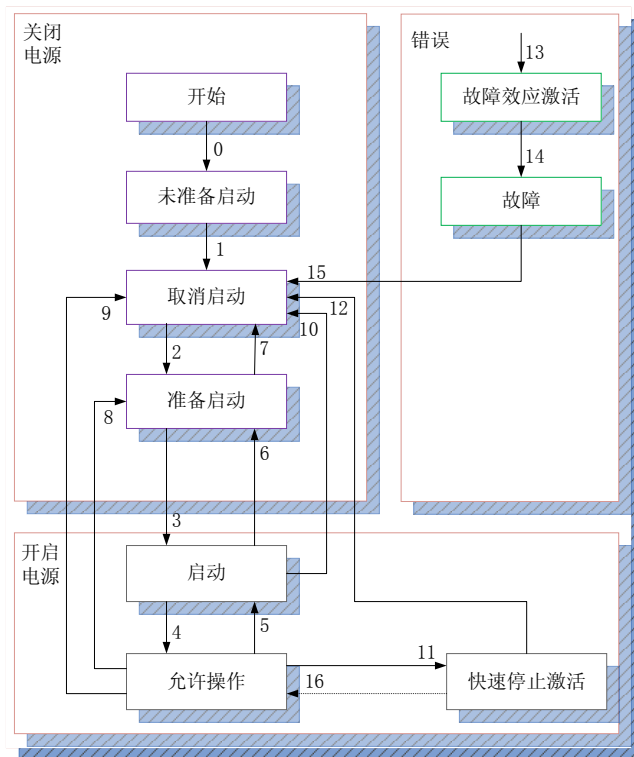 关闭
电源
错误
13
开始
故障效应激活
0
14
未准备启动
故障
1
15
取消启动
9
12
10
2
7
准备启动
8
6
3
开启
电源
启动
4
5
11
允许操作
16
快速停止激活